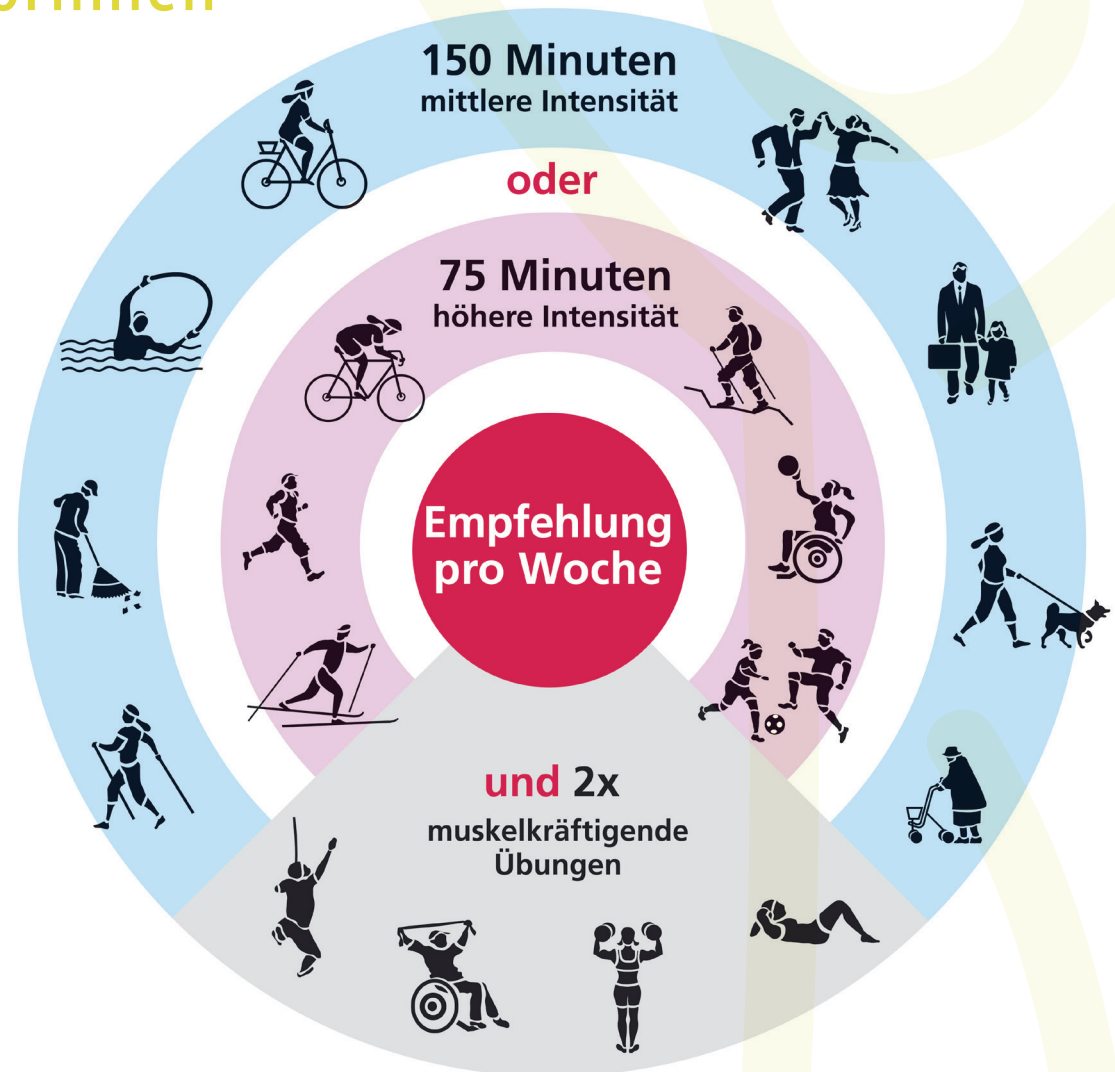 150 Minuten
mittlere Intensität
oder
75 Minuten
höhere Intensität
Empfehlung
pro Woche
und 2x
muskelkräftigende
Übungen